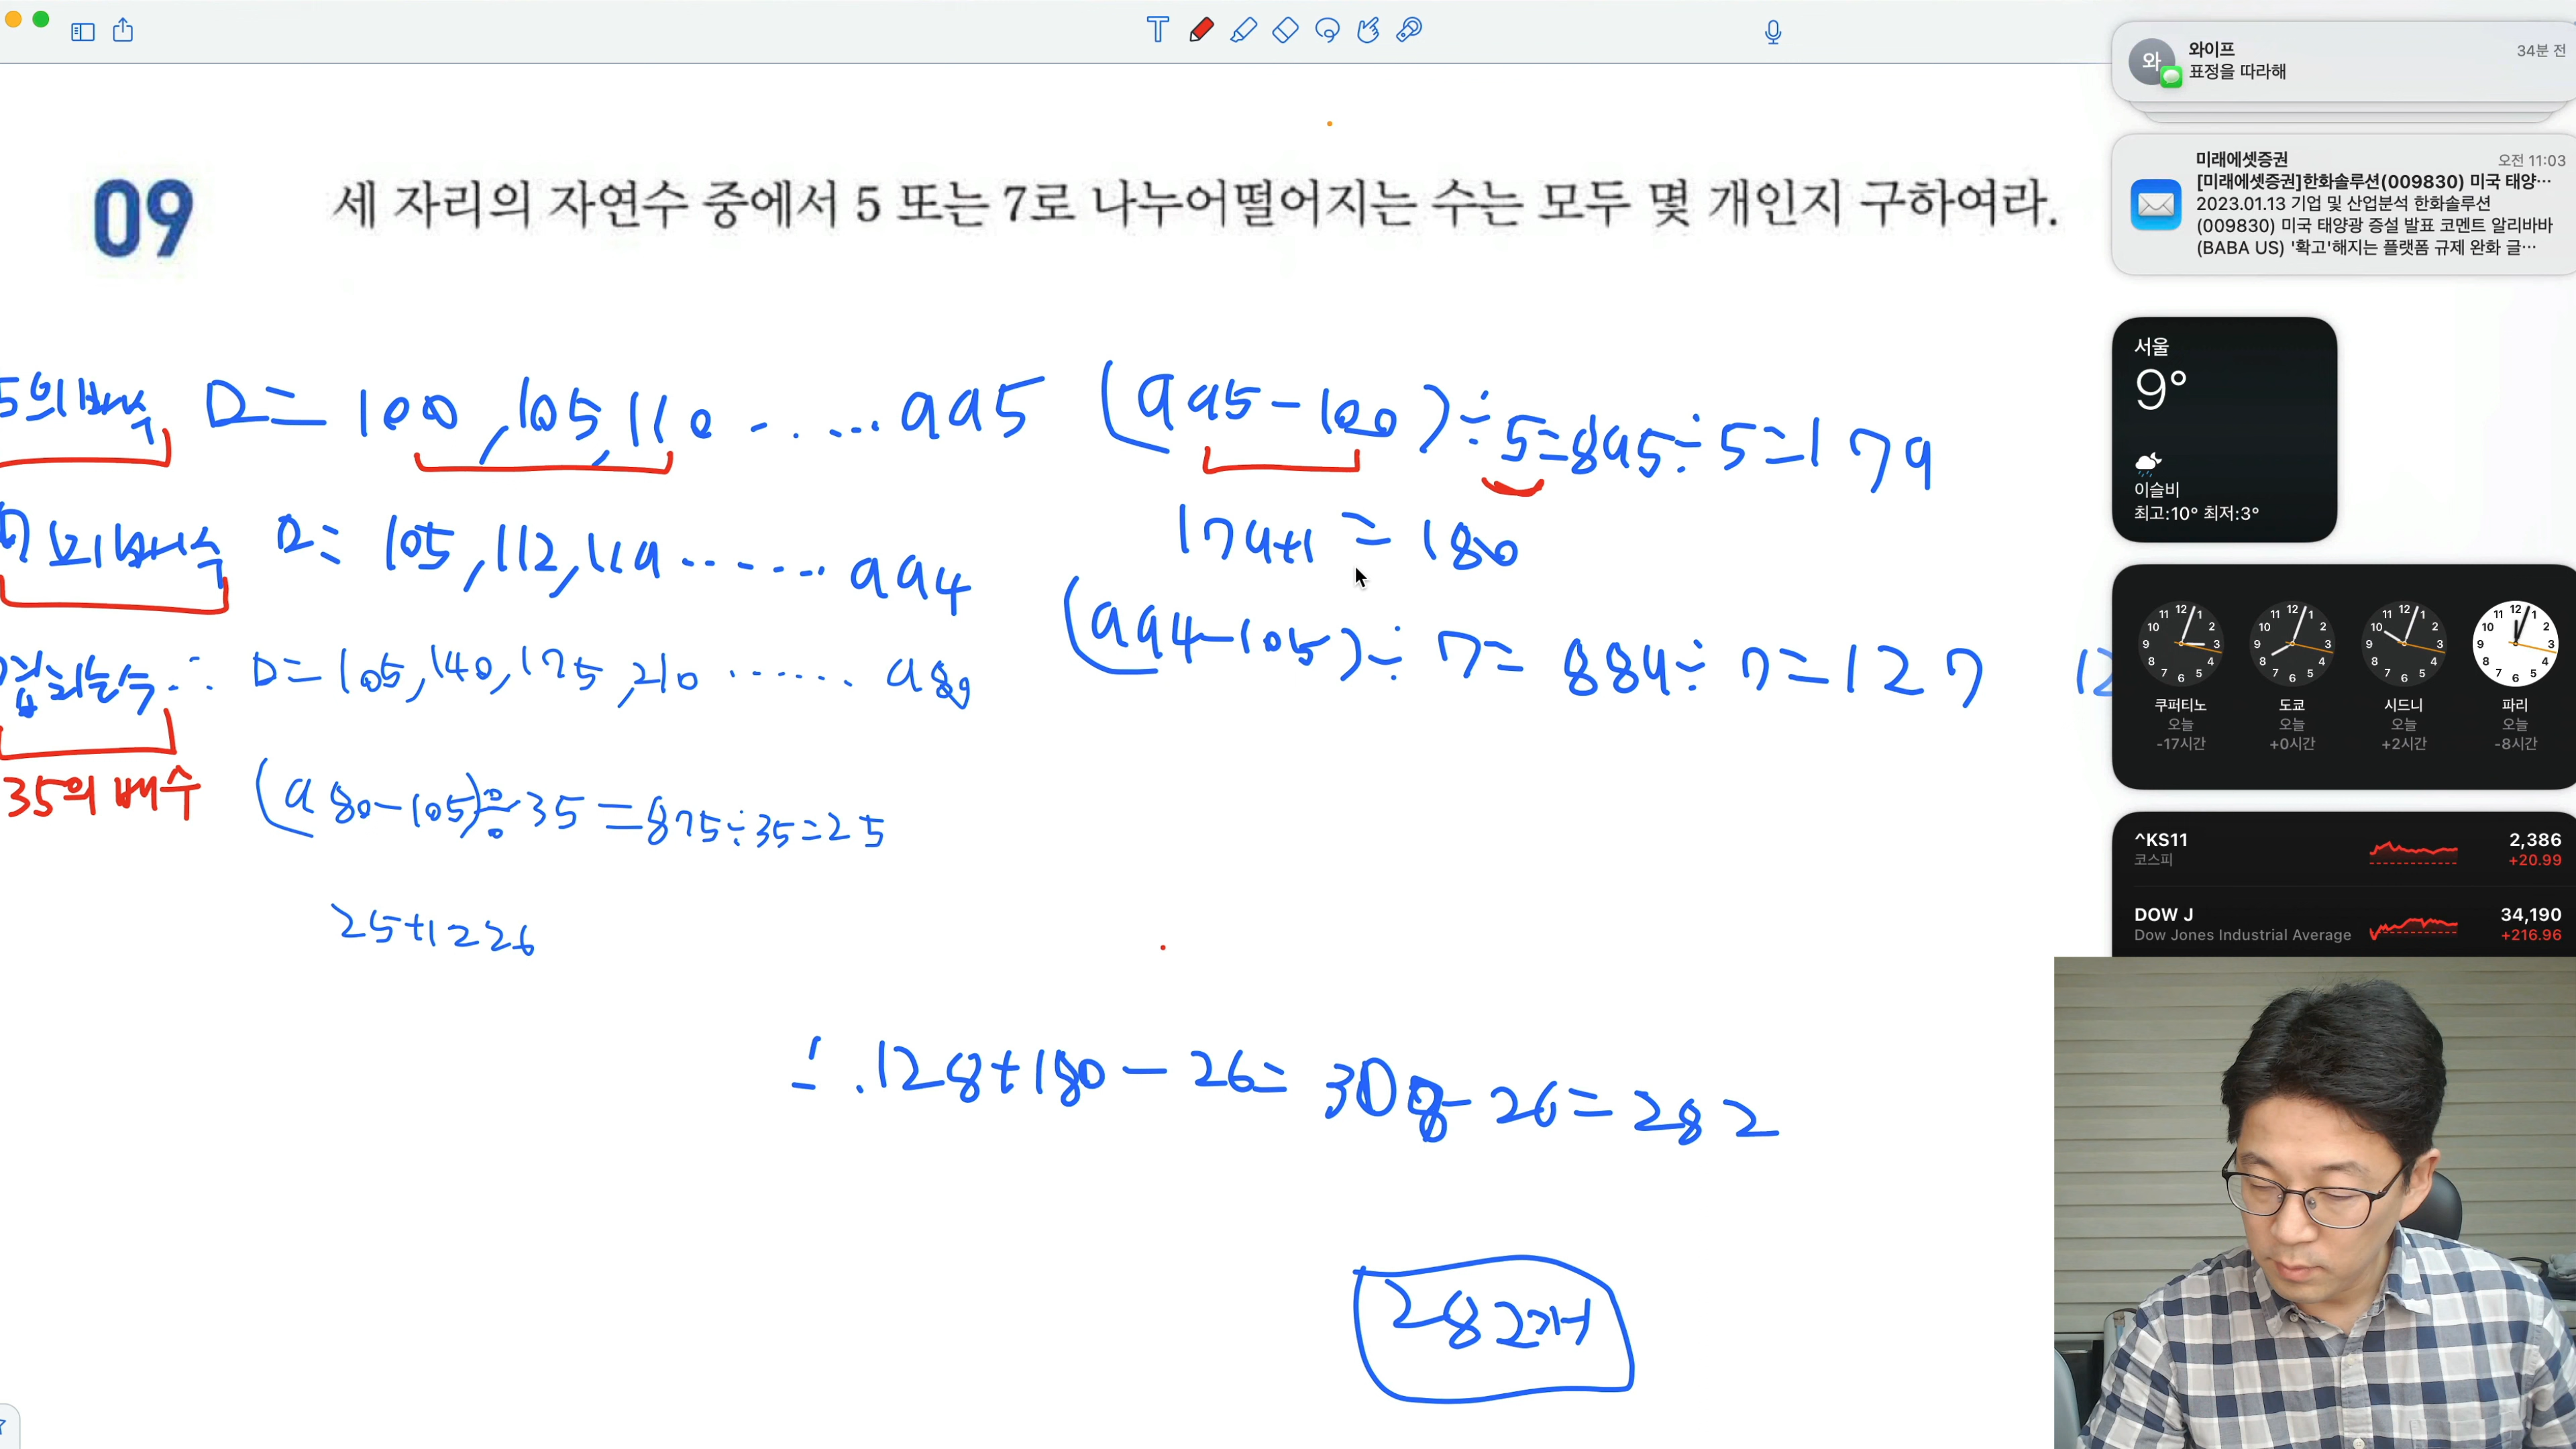 와이프
34분 전
표정을 따라해
미래에셋증권
오전 11:03
[미래에셋증권]한화솔루션(009830) 미국 태양…
2023.01.13 기업 및 산업분석 한화솔루션
(009830) 미국 태양광 증설 발표 코멘트 알리바바
(BABA US) '확고'해지는 플랫폼 규제 완화 글…
09 세 자리의 자연수 중에서 5 또는 7로 나누어떨어지는 수는 모두 몇 개인지 구하여라.
5의배수 D= 100,105,110 ....... 995 (995-100)÷5=895÷5=179
179+1=180
7의배수 D= 105,112,119 ....... 994
(994-105)÷7=889÷7=127 12
∴ D=105,140,175,210 ...... 980
35의 배수
(980-105)÷35=875÷35=25
25+1=26
∴ 128+180-26=308-26=282
282개
서울
9°
이슬비
최고:10° 최저:3°
쿠퍼티노 도쿄 시드니 파리
오늘 오늘 오늘 오늘
-17시간 +0시간 +2시간 -8시간
^KS11 2,386
코스피 +20.99
DOW J 34,190
Dow Jones Industrial Average +216.96